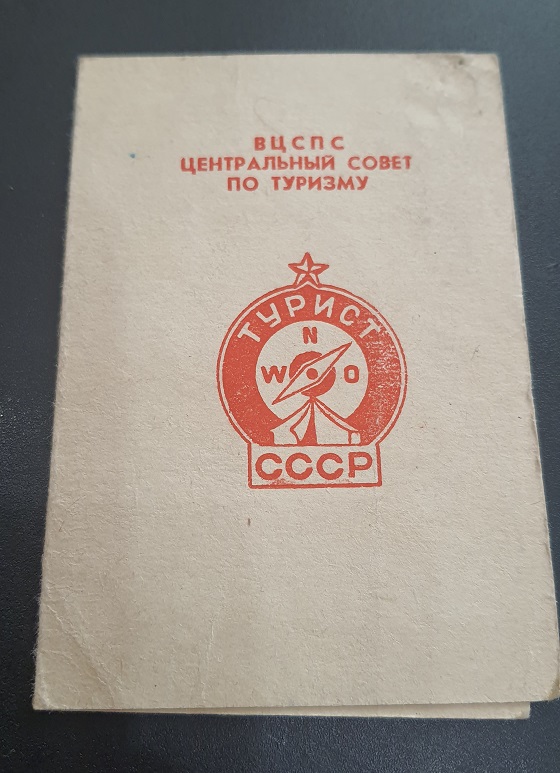 ВЦСПС
ЦЕНТРАЛЬНЫЙ СОВЕТ
ПО ТУРИЗМУ
ТУРИСТ
N
W O
СССР